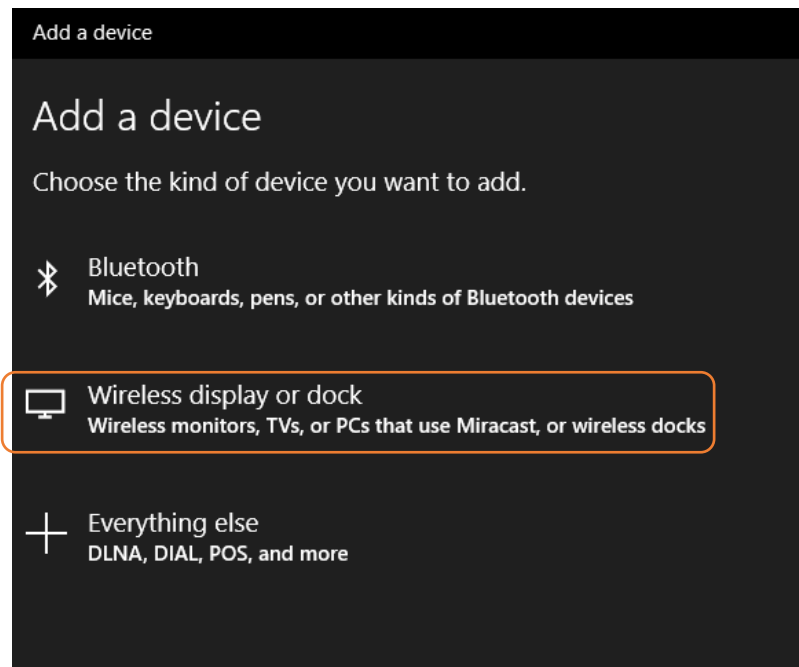 Add a device
Add a device
Choose the kind of device you want to add.
Bluetooth
Mice, keyboards, pens, or other kinds of Bluetooth devices
Wireless display or dock
Wireless monitors, TVs, or PCs that use Miracast, or wireless docks
Everything else
DLNA, DIAL, POS, and more